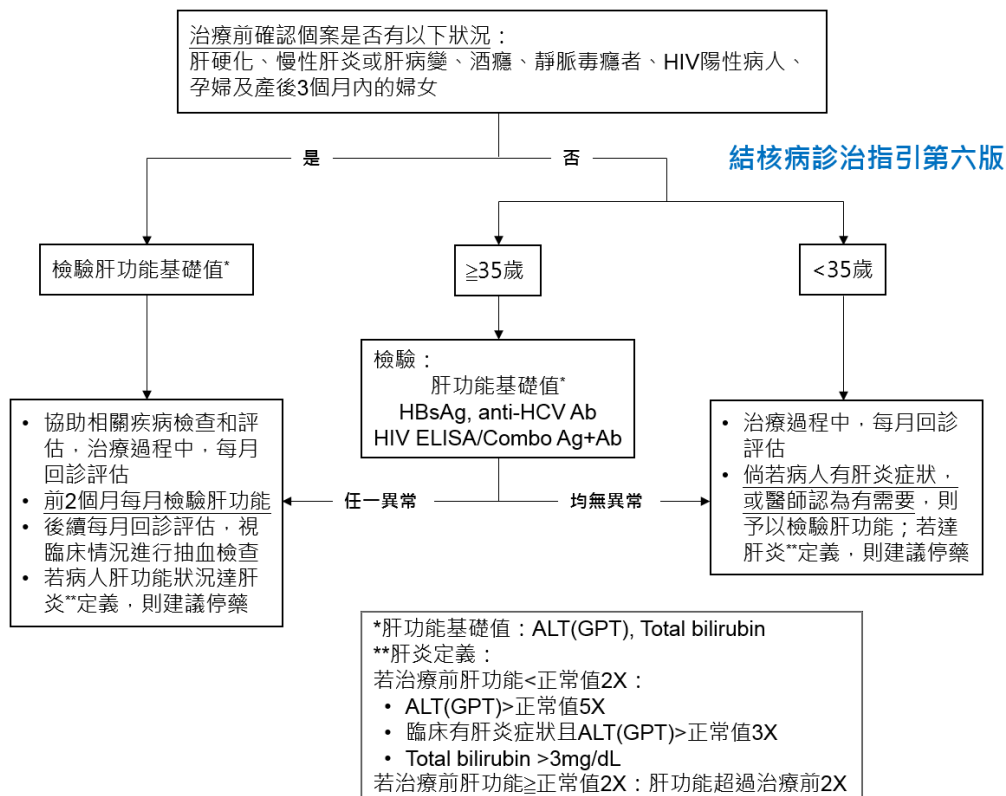 治療前確認個案是否有以下狀況：
肝硬化、慢性肝炎或肝病變、酒癮、靜脈毒癮者、HIV陽性病人、
孕婦及產後3個月內的婦女
是
否
結核病診治指引第六版
檢驗肝功能基礎值*
≧35歲
<35歲
檢驗：
肝功能基礎值*
HBsAg, anti-HCV Ab
HIV ELISA/Combo Ag+Ab
• 協助相關疾病檢查和評
估，治療過程中，每月
回診評估
• 前2個月每月檢驗肝功能
• 後續每月回診評估，視
臨床情況進行抽血檢查
• 若病人肝功能狀況達肝
炎**定義，則建議停藥
任一異常
均無異常
• 治療過程中，每月回診
評估
• 倘若病人有肝炎症狀，
或醫師認為有需要，則
予以檢驗肝功能；若達
肝炎**定義，則建議停藥
*肝功能基礎值：ALT(GPT), Total bilirubin
**肝炎定義：
若治療前肝功能<正常值2X：
• ALT(GPT)>正常值5X
• 臨床有肝炎症狀且ALT(GPT)>正常值3X
• Total bilirubin >3mg/dL
若治療前肝功能≧正常值2X：肝功能超過治療前2X